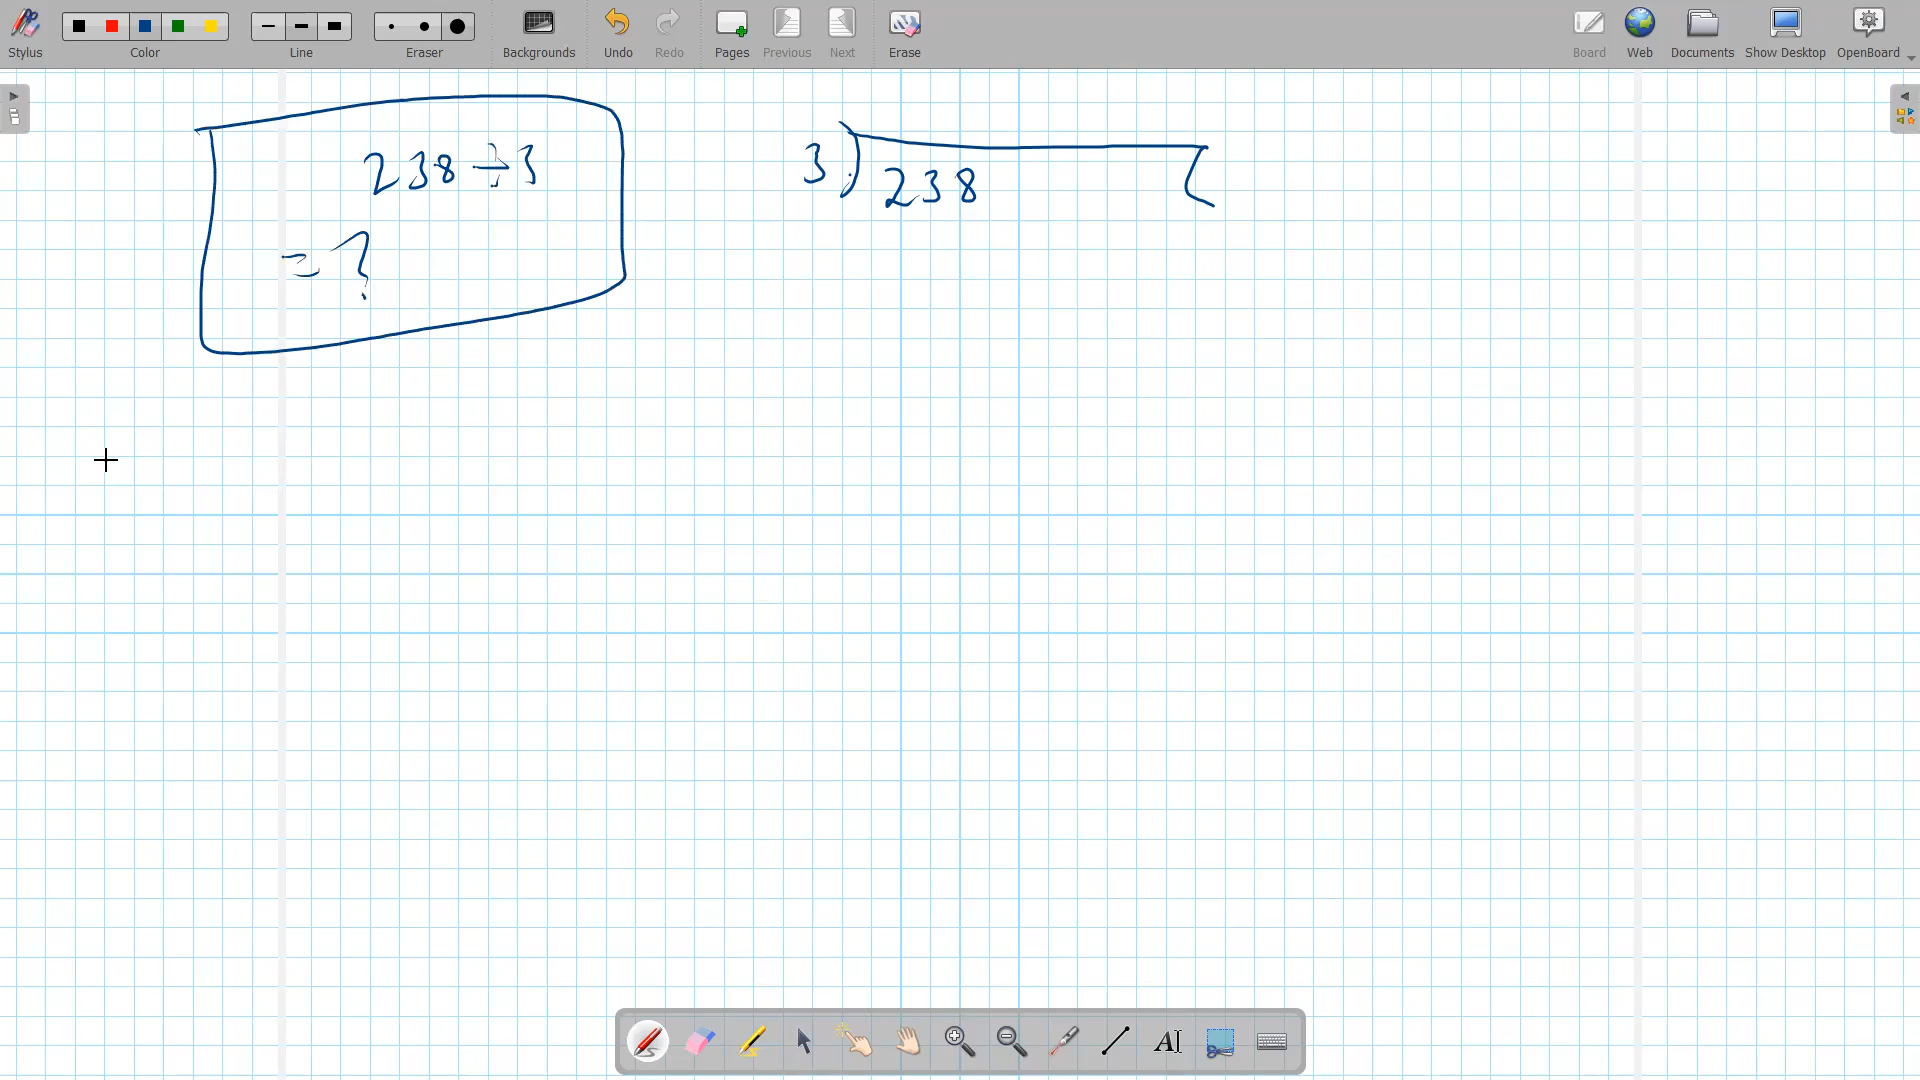 Stylus
Color
Line
Eraser
Backgrounds
Undo
Redo
Pages
Previous
Next
Erase
Board
Web
Documents
Show Desktop
OpenBoard
238 ÷ 3
= ?
3) 238 (
A